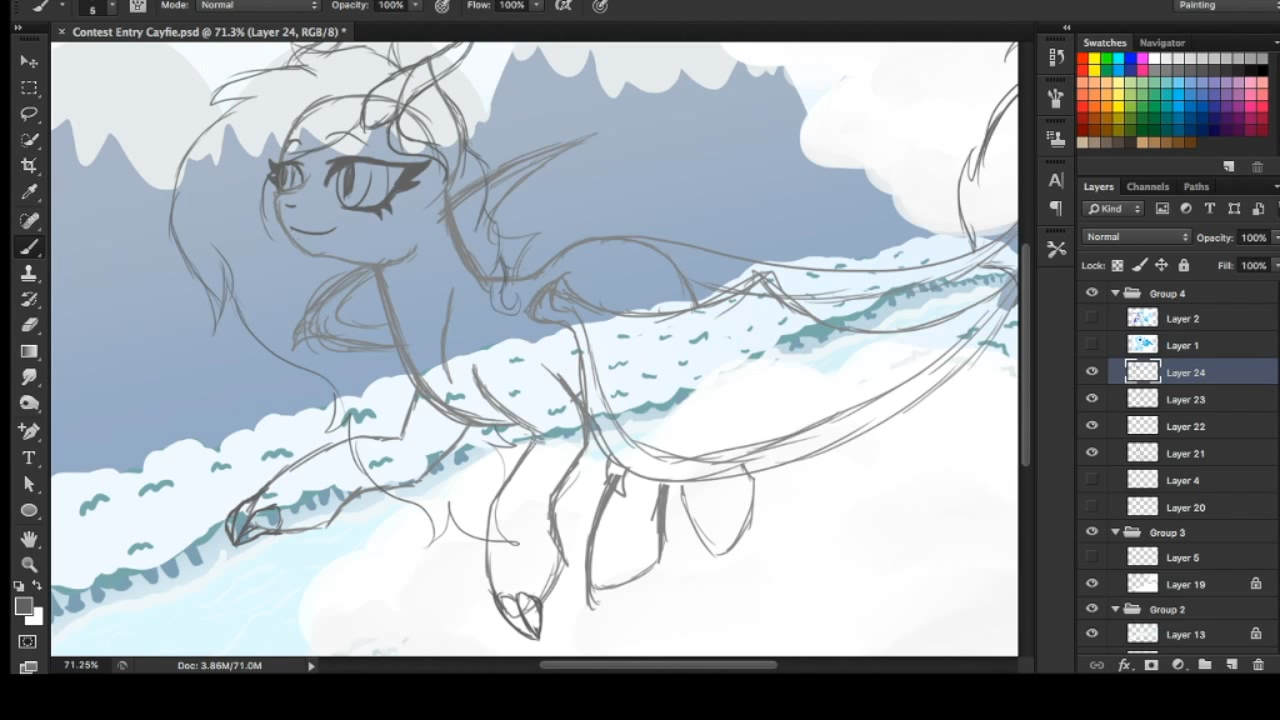 5 Mode: Normal Opacity: 100% Flow: 100% Painting
× Contest Entry Cayfie.psd @ 71.3% (Layer 24, RGB/8) *
Swatches Navigator
Layers Channels Paths
Kind
Normal Opacity: 100%
Lock: Fill: 100%
Group 4
Layer 2
Layer 1
Layer 24
Layer 23
Layer 22
Layer 21
Layer 4
Layer 20
Group 3
Layer 5
Layer 19
Group 2
Layer 13
71.25% Doc: 3.86M/71.0M